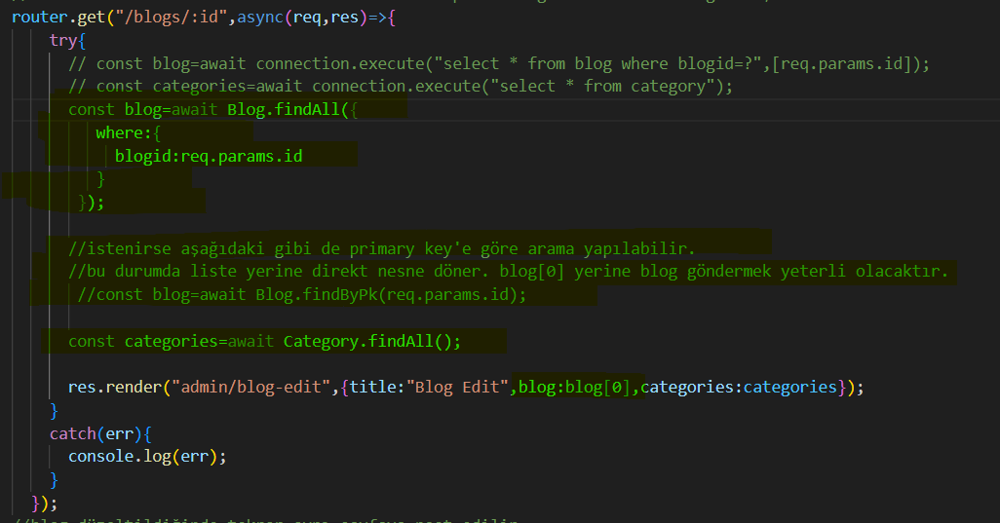 router.get("/blogs/:id",async(req,res)=>{
try{
// const blog=await connection.execute("select * from blog where blogid=?",[req.params.id]);
// const categories=await connection.execute("select * from category");
const blog=await Blog.findAll({
where:{
blogid:req.params.id
}
});
//istenirse aşağıdaki gibi de primary key'e göre arama yapılabilir.
//bu durumda liste yerine direkt nesne döner. blog[0] yerine blog göndermek yeterli olacaktır.
//const blog=await Blog.findByPk(req.params.id);
const categories=await Category.findAll();
res.render("admin/blog-edit",{title:"Blog Edit",blog:blog[0],categories:categories});
}
catch(err){
console.log(err);
}
});